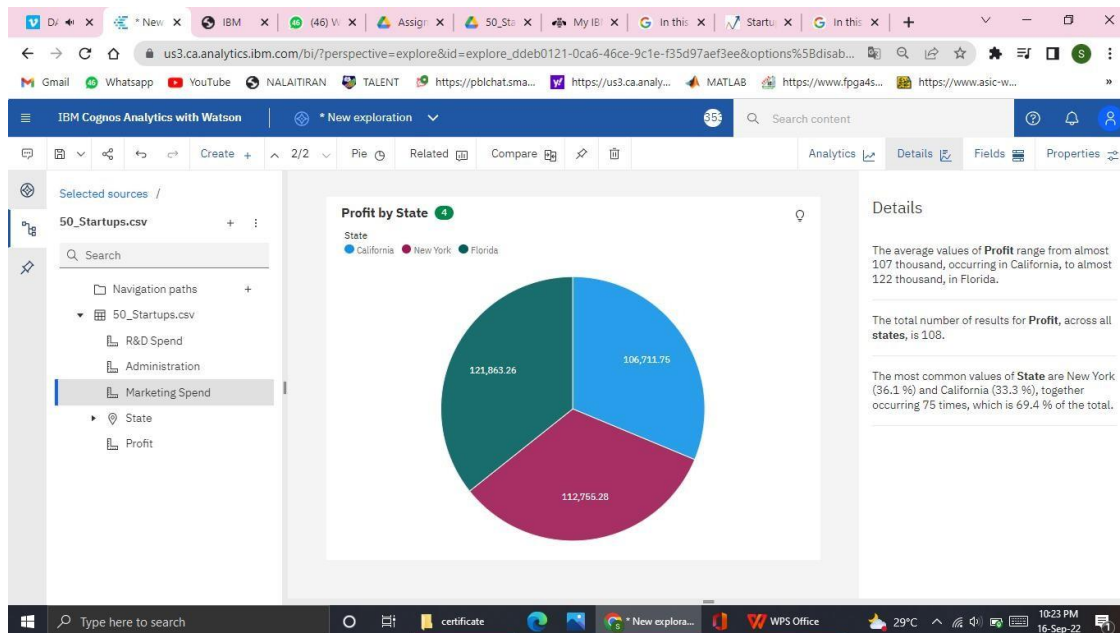 DA
* New
IBM
(46) W
Assign
50_Sta
My IB
In this
Startu
In this
us3.ca.analytics.ibm.com/bi/?perspective=explore&id=explore_ddeb0121-0ca6-46ce-9c1e-f35d97aef3ee&options%5Bdisab...
S
Gmail
Whatsapp
YouTube
NALAITIRAN
TALENT
https://pblchat.sma...
https://us3.ca.analy...
MATLAB
https://www.fpga4s...
https://www.asic-w...
»
IBM Cognos Analytics with Watson
* New exploration
353
Search content
Create +
2/2
Pie
Related
Compare
Analytics
Details
Fields
Properties
Selected sources /
50_Startups.csv
Search
Navigation paths
50_Startups.csv
R&D Spend
Administration
Marketing Spend
State
Profit
Profit by State 4
State
California New York Florida
121,863.26
106,711.75
112,756.28
Details
The average values of Profit range from almost
107 thousand, occurring in California, to almost
122 thousand, in Florida.
The total number of results for Profit, across all
states, is 108.
The most common values of State are New York
(36.1 %) and California (33.3 %), together
occurring 75 times, which is 69.4 % of the total.
Type here to search
certificate
* New explora...
WPS Office
29°C
10:23 PM
16-Sep-22